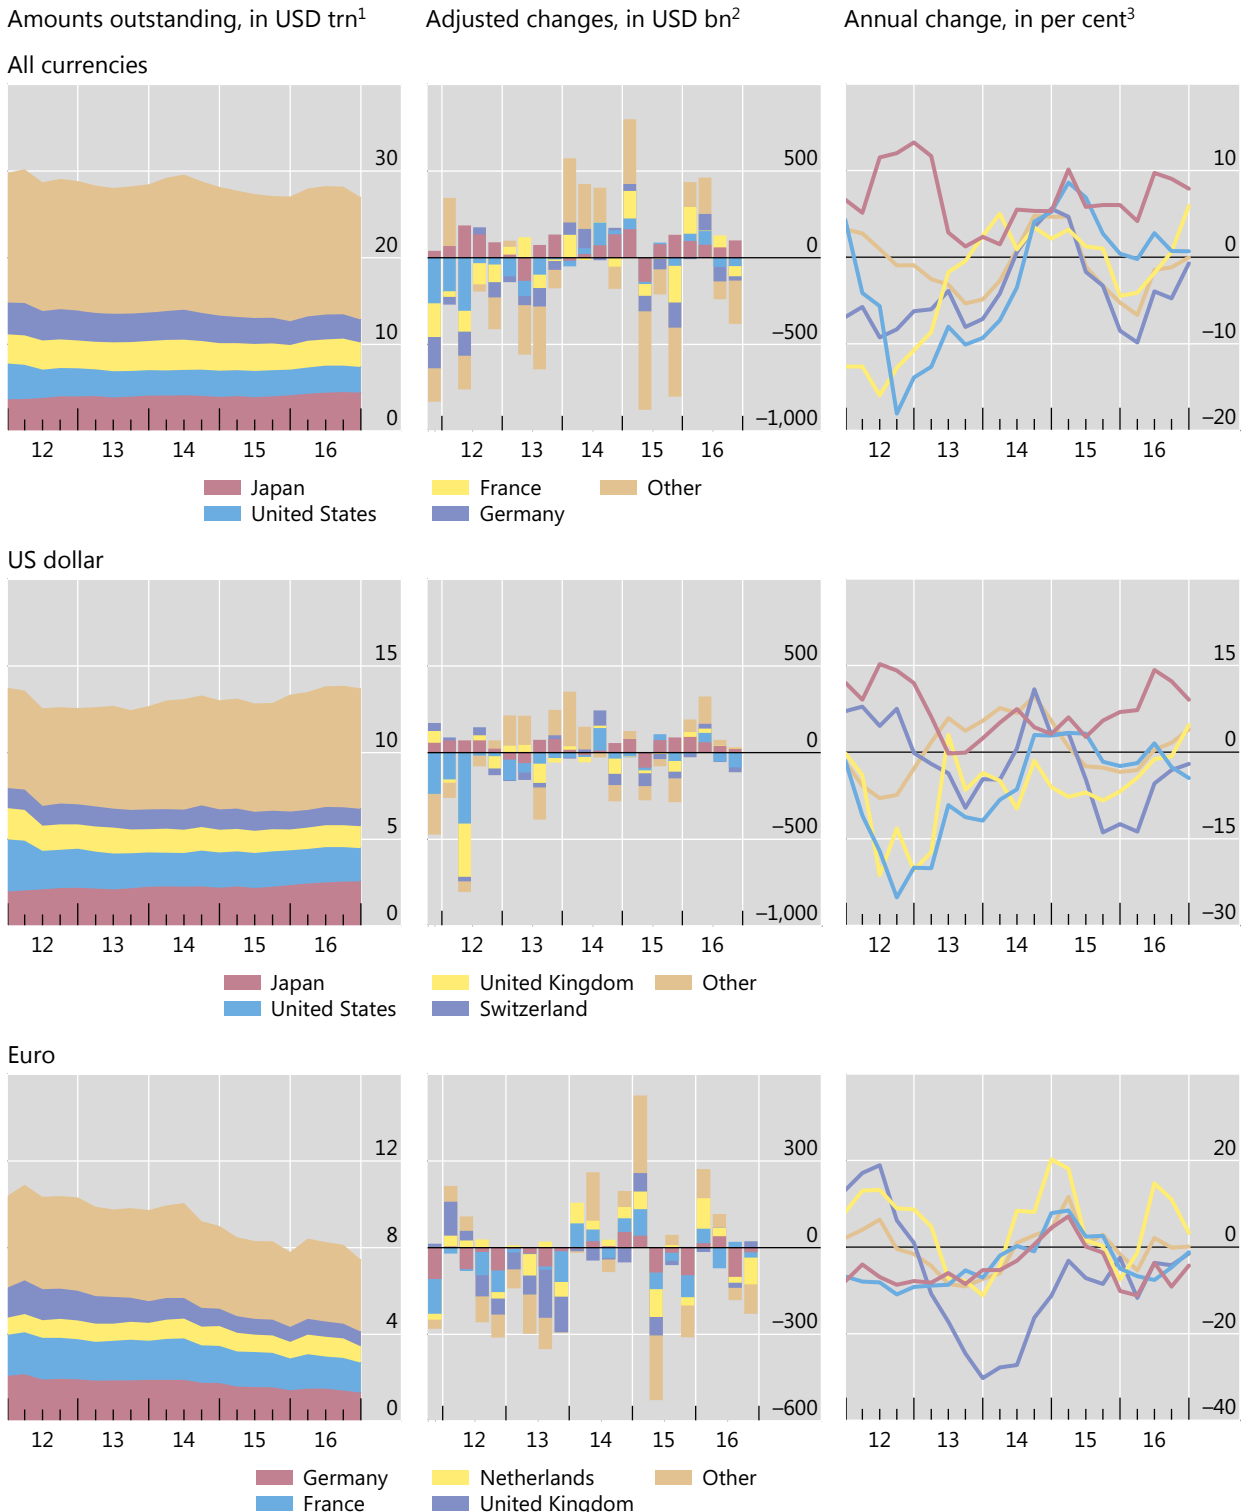 Amounts outstanding, in USD trn¹ Adjusted changes, in USD bn² Annual change, in per cent³
All currencies
30 500 10
20 0 0
10 −500 −10
0 −1,000 −20
12 13 14 15 16 12 13 14 15 16 12 13 14 15 16
Japan France Other
United States Germany
US dollar
15 500 15
10 0 0
5 −500 −15
0 −1,000 −30
12 13 14 15 16 12 13 14 15 16 12 13 14 15 16
Japan United Kingdom Other
United States Switzerland
Euro
12 300 20
8 0 0
4 −300 −20
0 −600 −40
12 13 14 15 16 12 13 14 15 16 12 13 14 15 16
Germany Netherlands Other
France United Kingdom